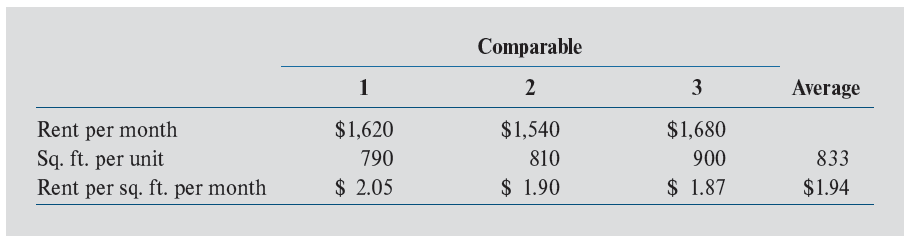 Comparable
1 2 3 Average
Rent per month $1,620 $1,540 $1,680
Sq. ft. per unit 790 810 900 833
Rent per sq. ft. per month $ 2.05 $ 1.90 $ 1.87 $1.94